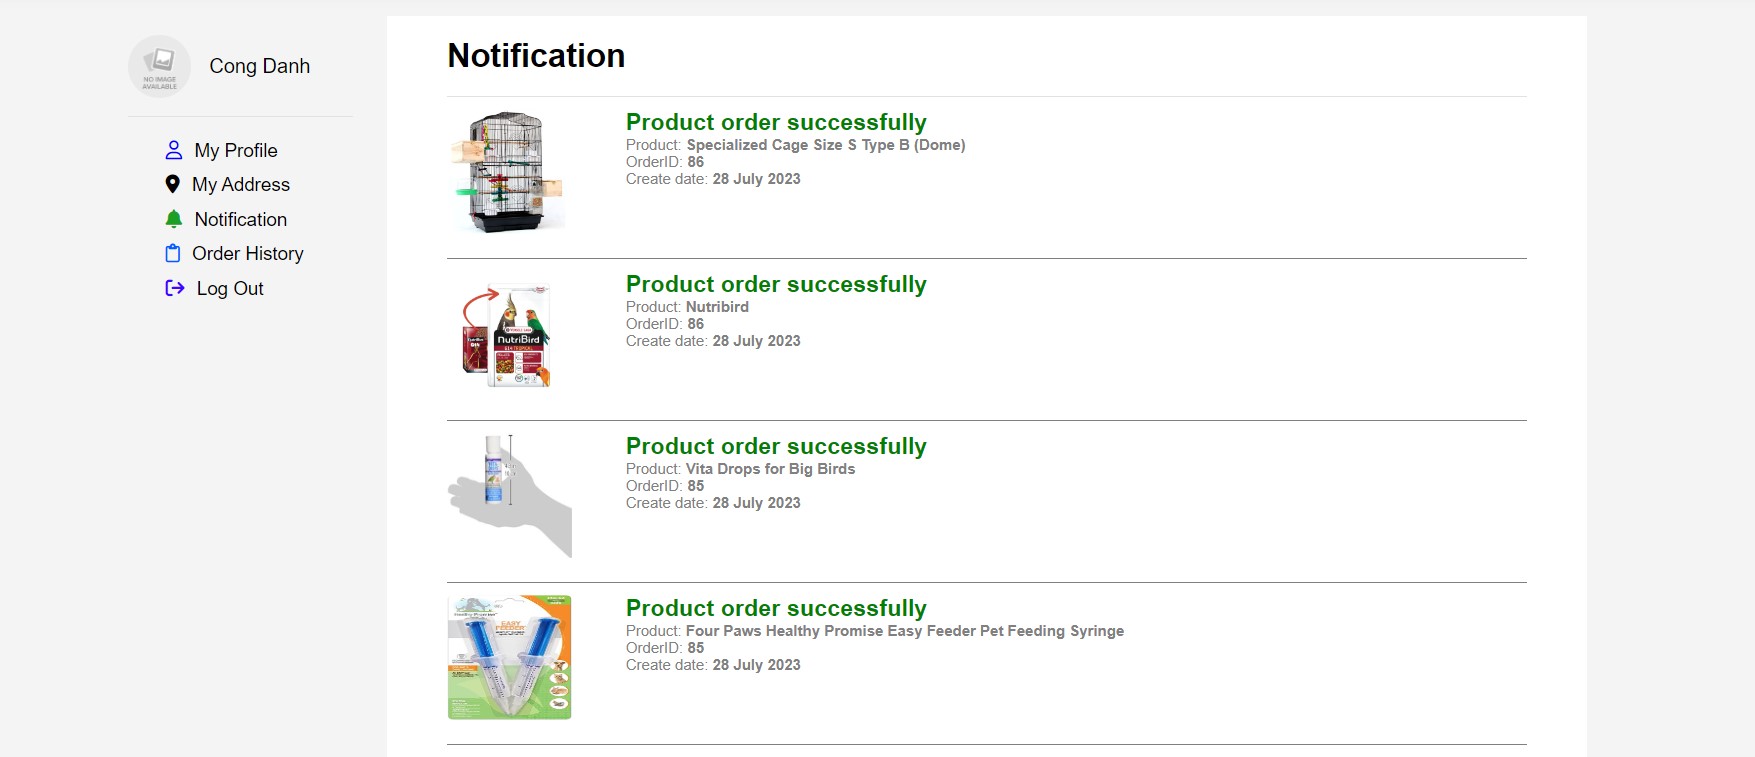 NO IMAGE
AVAILABLE
Cong Danh
My Profile
My Address
Notification
Order History
Log Out
Notification
Product order successfully
Product: Specialized Cage Size S Type B (Dome)
OrderID: 86
Create date: 28 July 2023
NutriBird
Product order successfully
Product: Nutribird
OrderID: 86
Create date: 28 July 2023
Product order successfully
Product: Vita Drops for Big Birds
OrderID: 85
Create date: 28 July 2023
Healthy Promise
EASY
FEEDER
Product order successfully
Product: Four Paws Healthy Promise Easy Feeder Pet Feeding Syringe
OrderID: 85
Create date: 28 July 2023